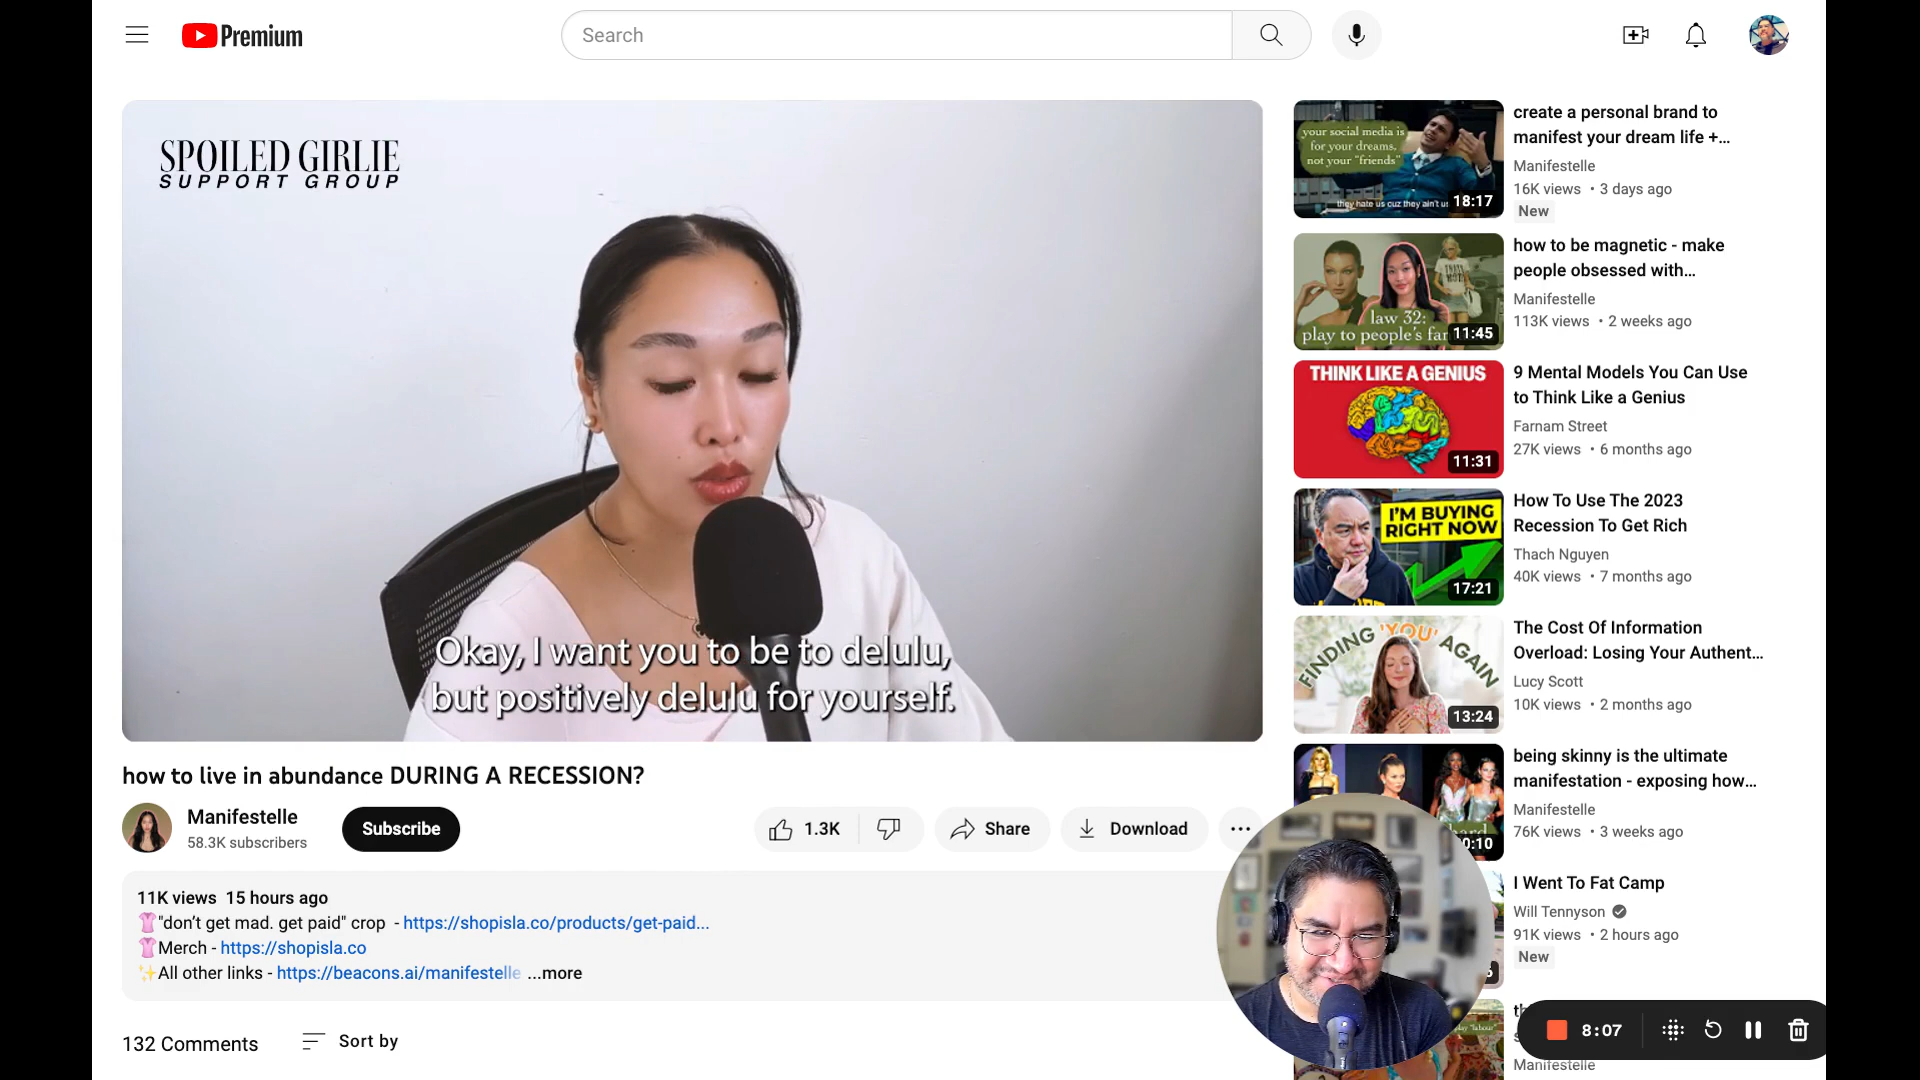 Premium
Search
SPOILED GIRLIE
SUPPORT GROUP
Okay, I want you to be to delulu,
but positively delulu for yourself.
how to live in abundance DURING A RECESSION?
Manifestelle
58.3K subscribers
Subscribe
1.3K
Share
Download
11K views 15 hours ago
"don't get mad. get paid" crop - https://shopisla.co/products/get-paid...
Merch - https://shopisla.co
All other links - https://beacons.ai/manifestelle ...more
132 Comments
Sort by
your social media is
for your dreams,
not your "friends"
they hate us cuz they ain't us
18:17
create a personal brand to
manifest your dream life +...
Manifestelle
16K views • 3 days ago
New
law 32:
play to people's
11:45
how to be magnetic - make
people obsessed with...
Manifestelle
113K views • 2 weeks ago
THINK LIKE A GENIUS
11:31
9 Mental Models You Can Use
to Think Like a Genius
Farnam Street
27K views • 6 months ago
I'M BUYING
RIGHT NOW
17:21
How To Use The 2023
Recession To Get Rich
Thach Nguyen
40K views • 7 months ago
FINDING 'YOU' AGAIN
13:24
The Cost Of Information
Overload: Losing Your Authent...
Lucy Scott
10K views • 2 months ago
0:10
being skinny is the ultimate
manifestation - exposing how...
Manifestelle
76K views • 3 weeks ago
I Went To Fat Camp
Will Tennyson
91K views • 2 hours ago
New
Manifestelle
8:07